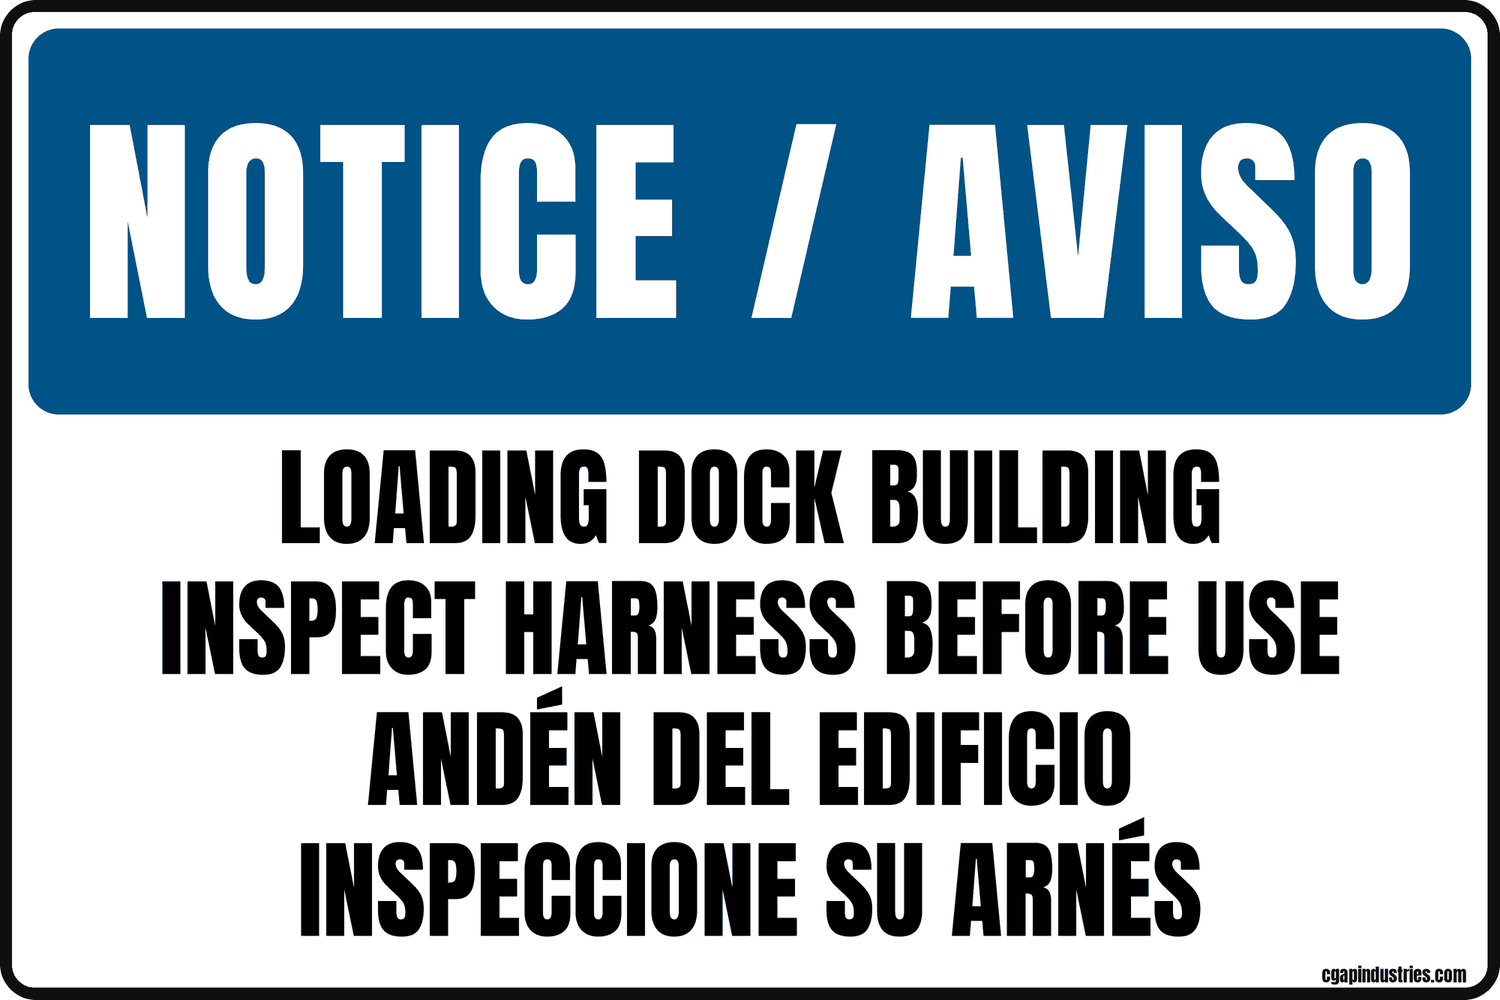 NOTICE / AVISO
LOADING DOCK BUILDING
INSPECT HARNESS BEFORE USE
ANDÉN DEL EDIFICIO
INSPECCIONE SU ARNÉS
cgapindustries.com